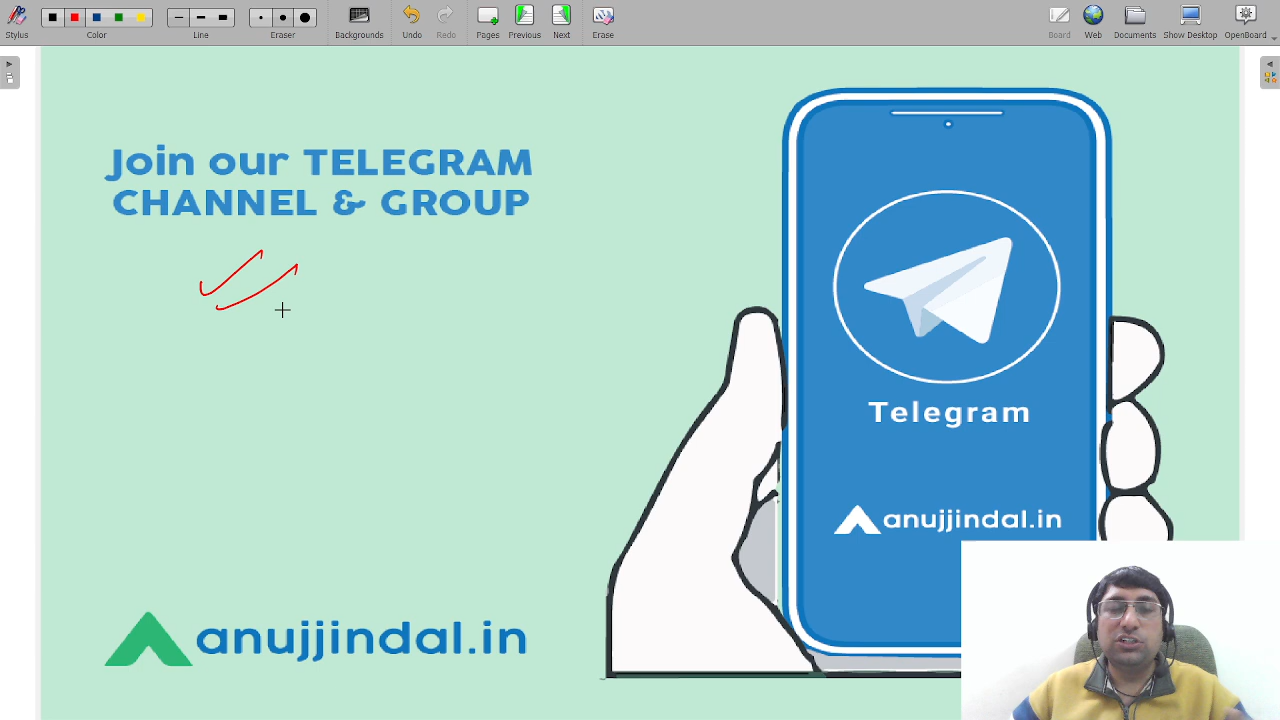 Stylus
Color
Line
Eraser
Backgrounds
Undo
Redo
Pages
Previous
Next
Erase
Board
Web
Documents
Show Desktop
OpenBoard
Join our TELEGRAM
CHANNEL & GROUP
Telegram
anujjindal.in
anujjindal.in